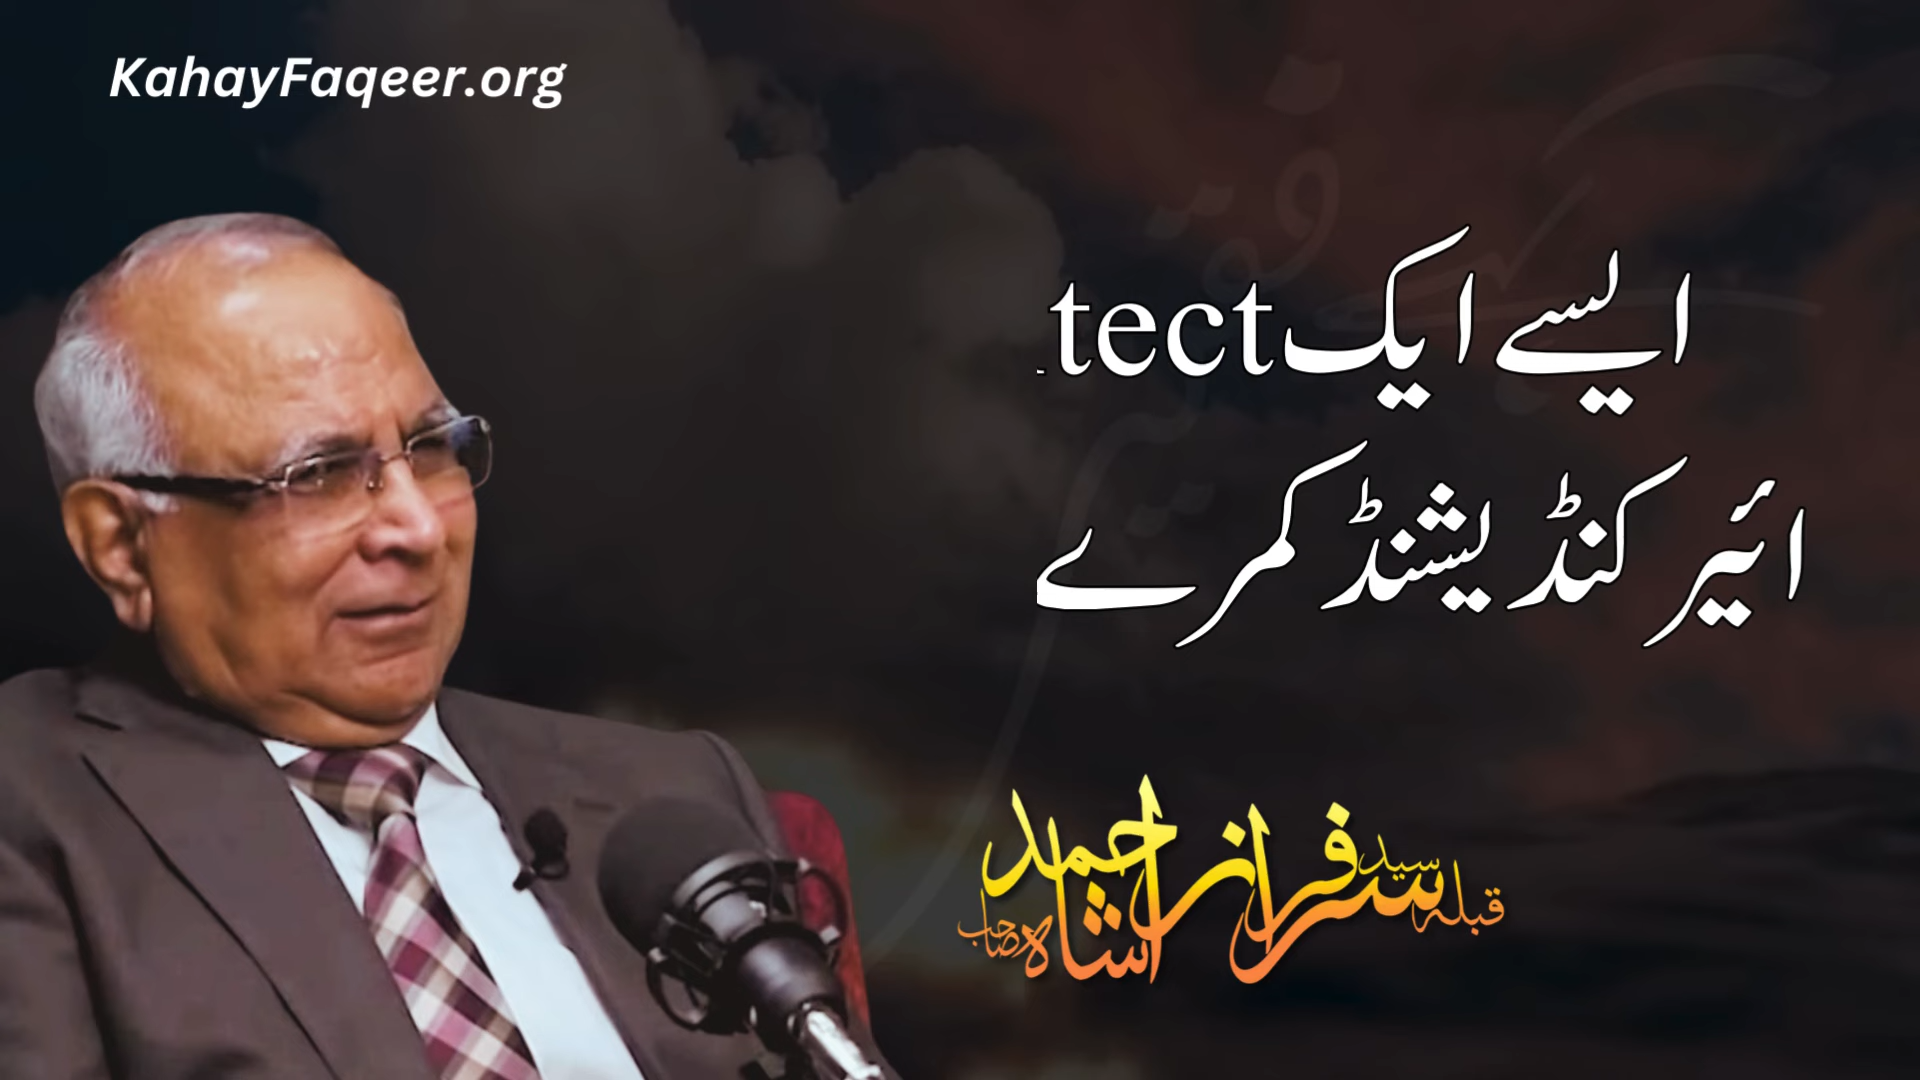 KahayFaqeer.org
ایسے ایک tect
ائیر کنڈیشنڈ کمرے
قبلہ سید سرفراز احمد شاہ صاحب